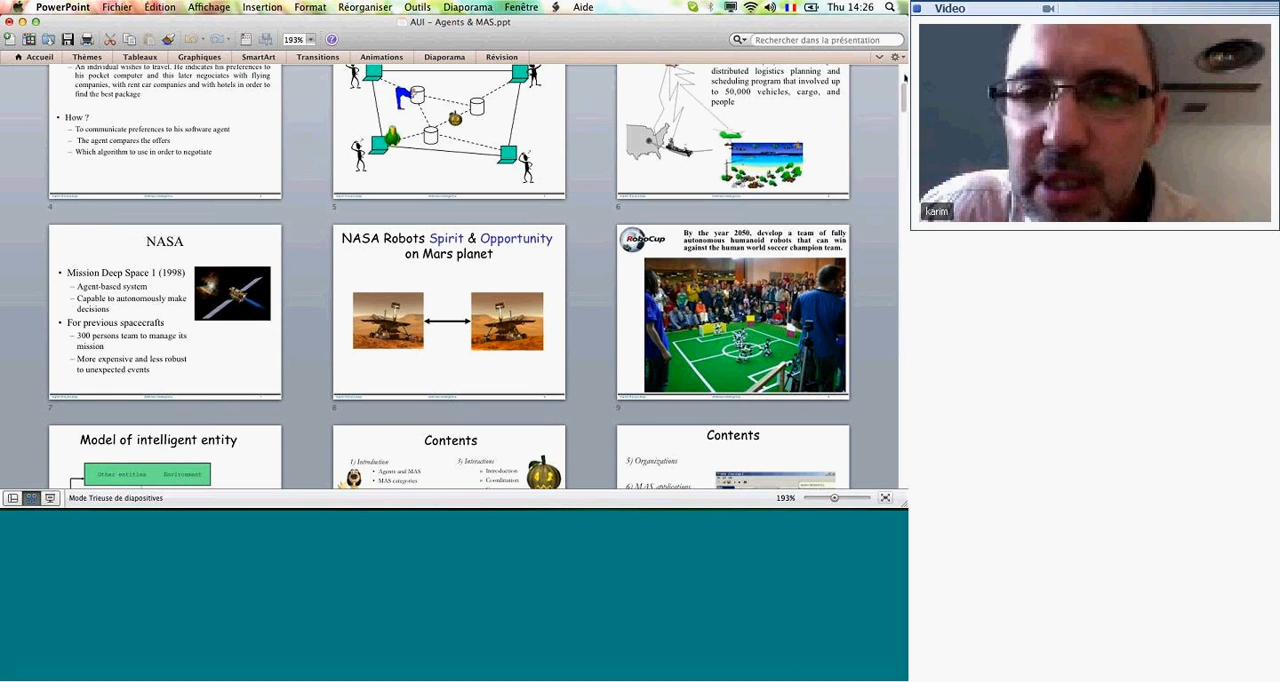 PowerPoint Fichier Édition Affichage Insertion Format Réorganiser Outils Diaporama Fenêtre Aide Thu 14:26
AUI - Agents & MAS.ppt
193% Rechercher dans la présentation
Accueil Thèmes Tableaux Graphiques SmartArt Transitions Animations Diaporama Révision
– An individual wishes to travel. He indicates his preferences to
his pocket computer and this later negociates with flying
companies, with rent car companies and with hotels in order to
find the best package
• How ?
– To communicate preferences to his software agent
– The agent compares the offers
– Which algorithm to use in order to negotiate
4
5
distributed logistics planning and
scheduling program that involved up
to 50,000 vehicles, cargo, and
people
6
NASA
• Mission Deep Space 1 (1998)
– Agent-based system
– Capable to autonomously make
decisions
• For previous spacecrafts
– 300 persons team to manage its
mission
– More expensive and less robust
to unexpected events
7
NASA Robots Spirit & Opportunity
on Mars planet
8
RoboCup
By the year 2050, develop a team of fully
autonomous humanoid robots that can win
against the human world soccer champion team.
9
Model of intelligent entity
Other entities Environment
Contents
1) Introduction
• Agents and MAS
• MAS categories
3) Interactions
Introduction
Coordination
Contents
5) Organizations
6) MAS applications
Mode Trieuse de diapositives
193%
Video
karim